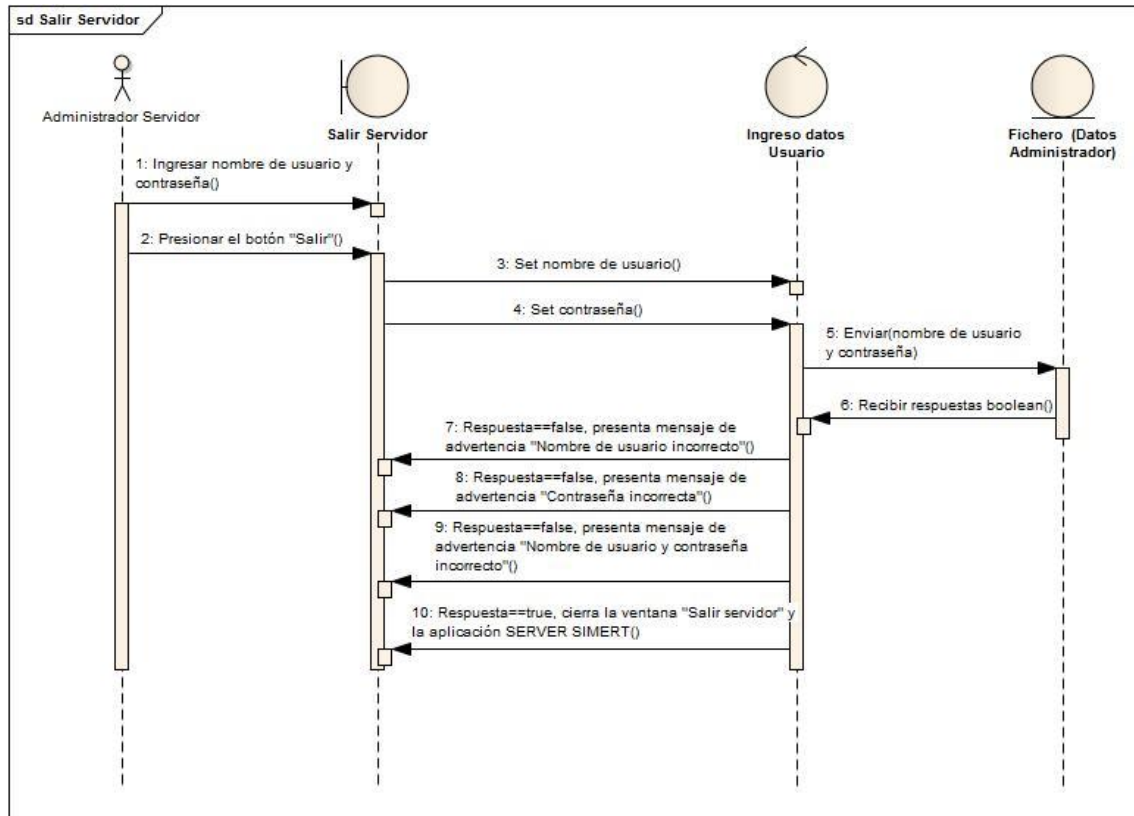 sd Salir Servidor
Administrador Servidor
Salir Servidor
Ingreso datos
Usuario
Fichero (Datos
Administrador)
1: Ingresar nombre de usuario y
contraseña()
2: Presionar el botón "Salir"()
3: Set nombre de usuario()
4: Set contraseña()
5: Enviar(nombre de usuario
y contraseña)
6: Recibir respuestas boolean()
7: Respuesta==false, presenta mensaje de
advertencia "Nombre de usuario incorrecto"()
8: Respuesta==false, presenta mensaje de
advertencia "Contraseña incorrecta"()
9: Respuesta==false, presenta mensaje de
advertencia "Nombre de usuario y contraseña
incorrecto"()
10: Respuesta==true, cierra la ventana "Salir servidor" y
la aplicación SERVER SIMERT()